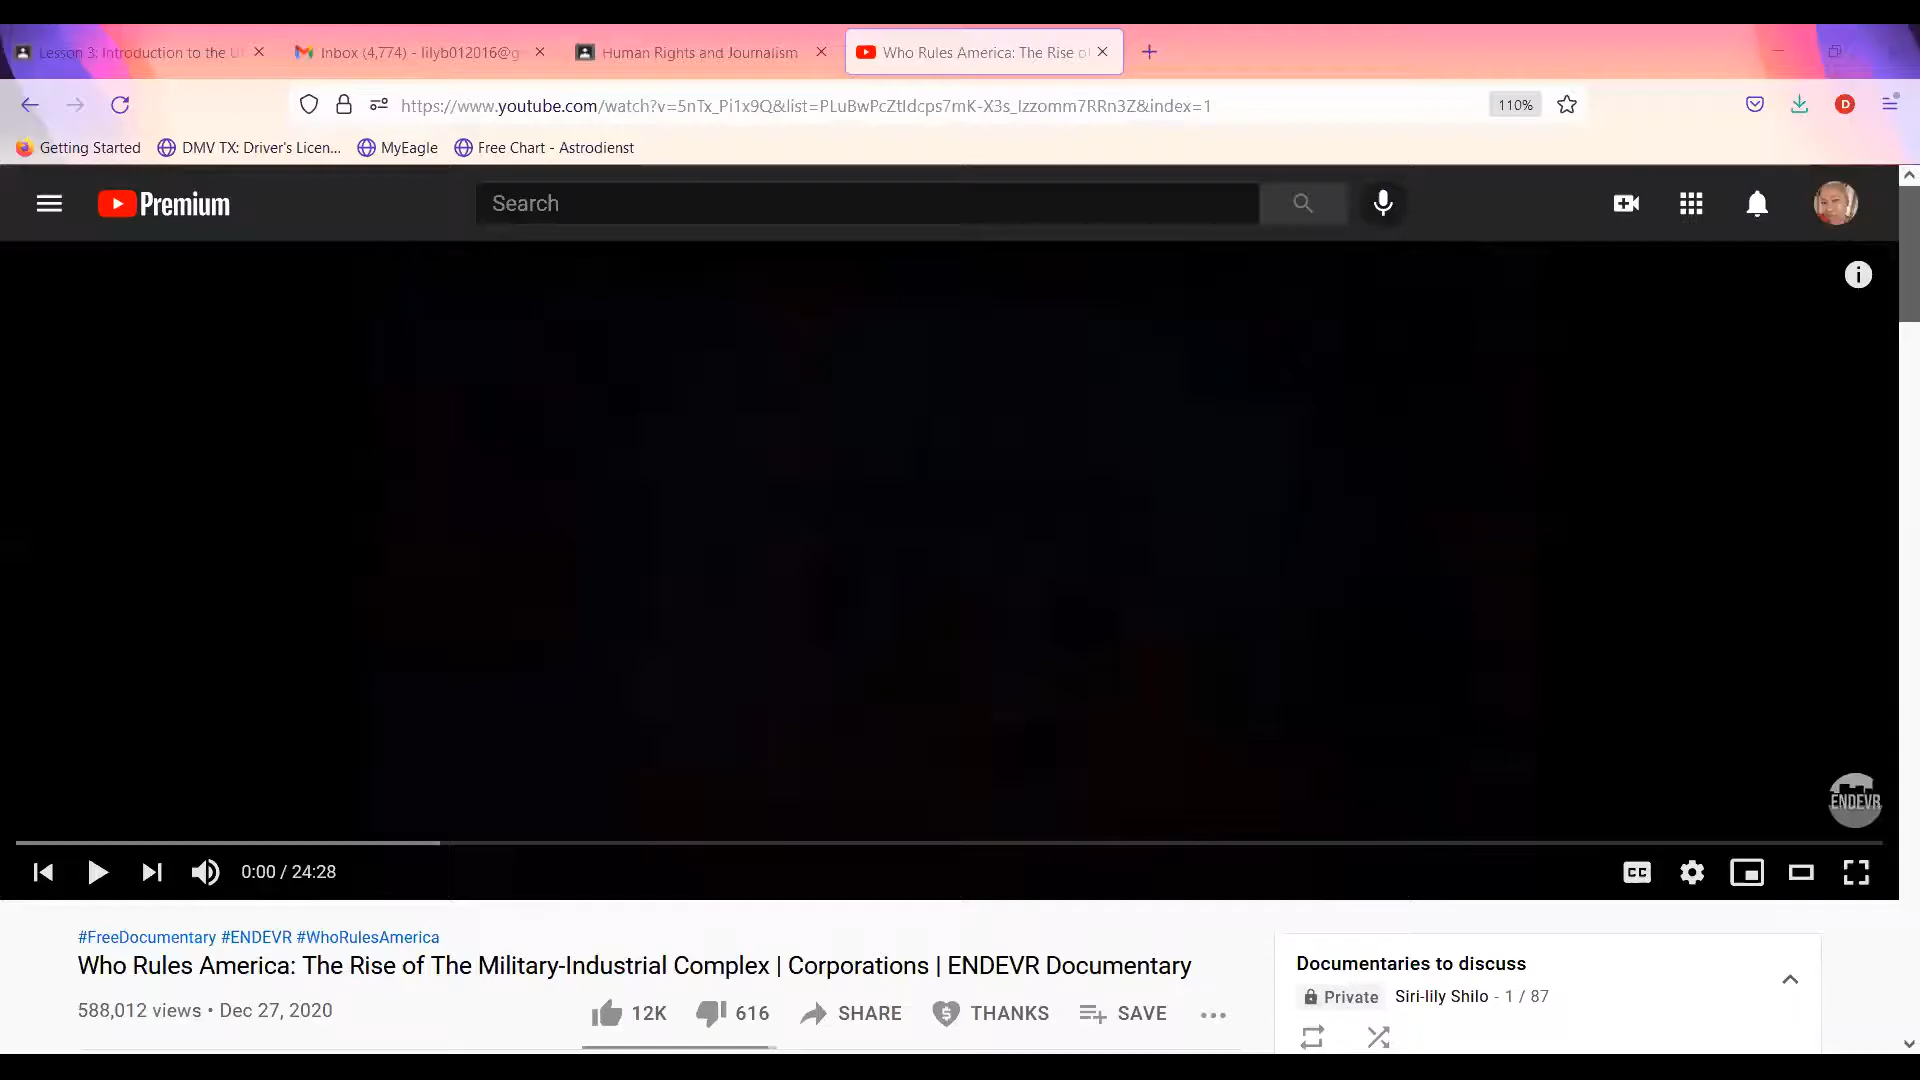 Lesson 3: Introduction to the U
Inbox (4,774) - lilyb012016@g
Human Rights and Journalism
Who Rules America: The Rise o
https://www.youtube.com/watch?v=5nTx_Pi1x9Q&list=PLuBwPcZtIdcps7mK-X3s_Izzomm7RRn3Z&index=1
110%
D
Getting Started
DMV TX: Driver's Licen...
MyEagle
Free Chart - Astrodienst
Premium
Search
ENDEVR
0:00 / 24:28
CC
#FreeDocumentary #ENDEVR #WhoRulesAmerica
Who Rules America: The Rise of The Military-Industrial Complex | Corporations | ENDEVR Documentary
588,012 views • Dec 27, 2020
12K
616
SHARE
THANKS
SAVE
Documentaries to discuss
Private
Siri-lily Shilo - 1 / 87